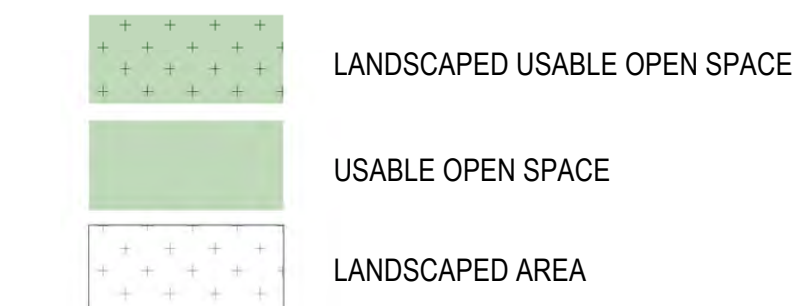 LANDSCAPED USABLE OPEN SPACE
USABLE OPEN SPACE
LANDSCAPED AREA